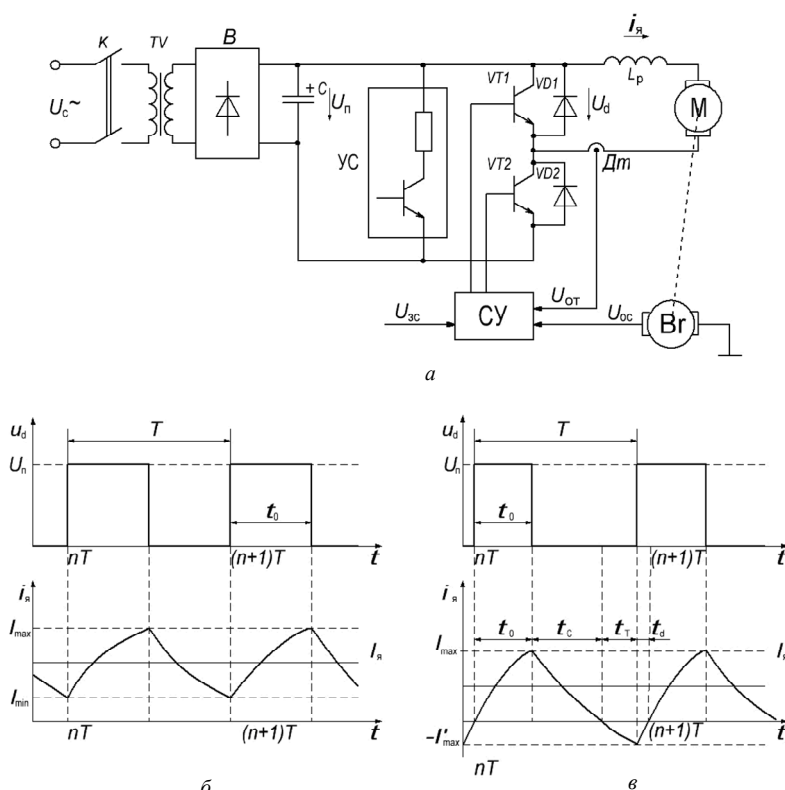 K TV B
i я
U c ~
+ C
U п
УС
VT1 VD1
U d
L р
M
VT2 VD2
Дт
U зс
СУ
U от
U ос
Br
а
u d T
U п
t 0
nT (n+1)T t
i я
I max
I я
I min
nT (n+1)T t
б
u d T
U п
t 0
nT (n+1)T t
i я
t 0 t c t т t d
I max
I я
(n+1)T t
–I' max
nT
в